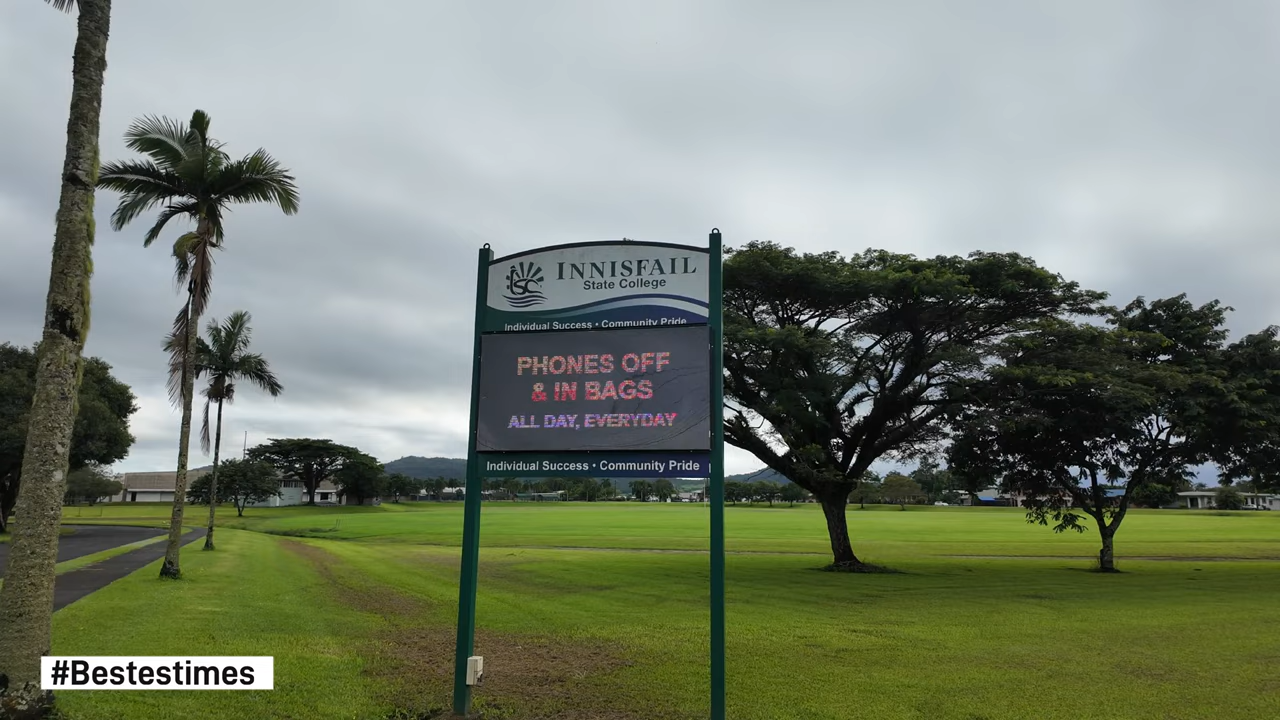 ISC
INNISFAIL
State College
Individual Success • Community Pride
PHONES OFF
& IN BAGS
ALL DAY, EVERYDAY
Individual Success • Community Pride
#Bestestimes